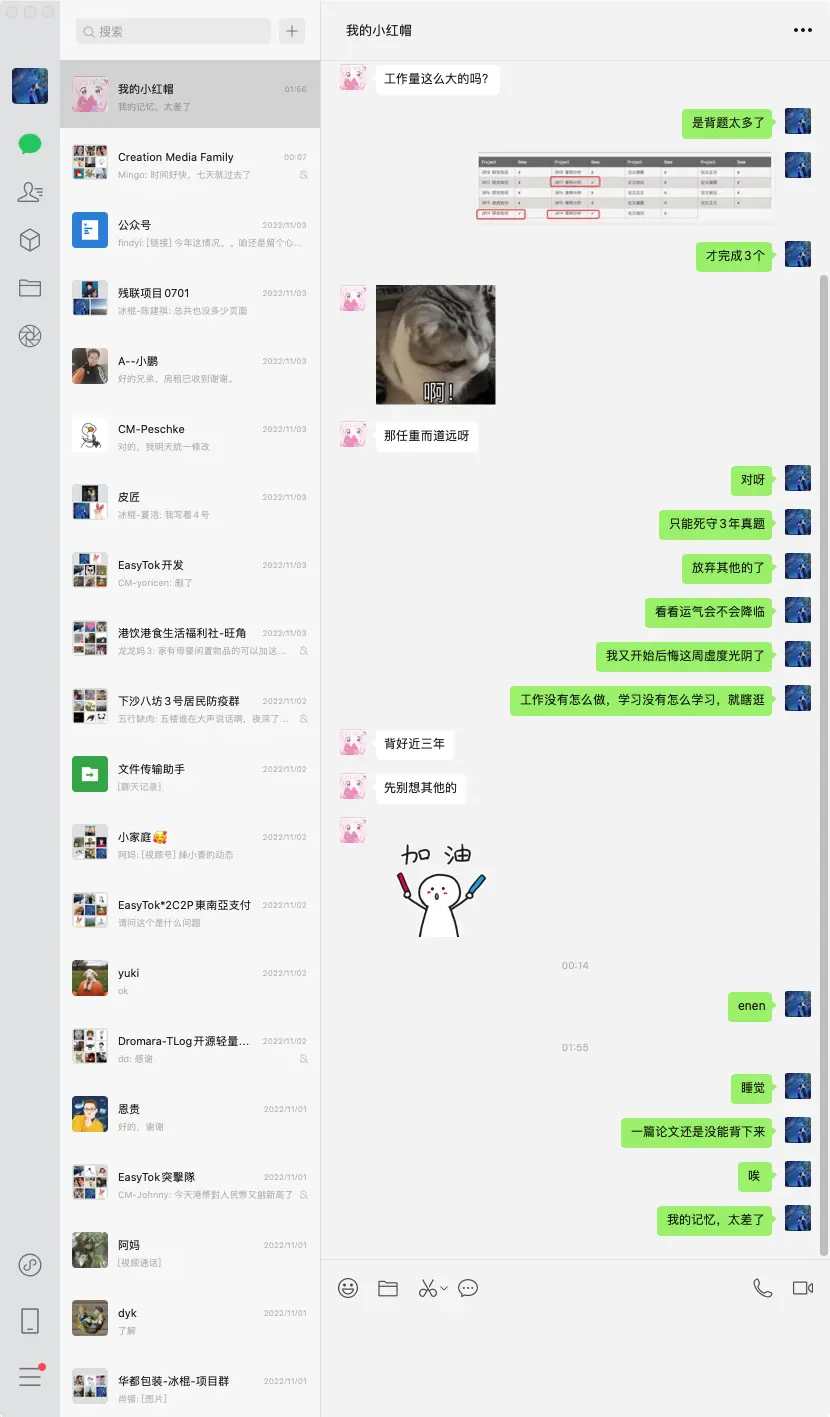 搜索
我的小红帽
01:56
我的记忆，太差了
Creation Media Family
00:07
Mingo: 时间好快，七天就过去了
公众号
2022/11/03
findyi: [链接] 今年这情况。。咱还是留个心...
残联项目0701
2022/11/03
冰棍-陈建祺: 总共也没多少页面
A--小鹏
2022/11/03
好的兄弟，房租已收到谢谢。
CM-Peschke
2022/11/03
对的，我明天统一修改
皮匠
2022/11/03
冰棍-夏洁: 我写着4号
EasyTok开发
2022/11/03
CM-yoricen: 删了
港饮港食生活福利社-旺角
2022/11/03
龙龙妈3: 家有母婴闲置物品的可以加这...
下沙八坊3号居民防疫群
2022/11/02
五行缺肉: 五楼谁在大声说话啊，夜深了...
文件传输助手
2022/11/02
[聊天记录]
小家庭🥰
2022/11/02
阿妈: [视频号] 辣小香的动态
EasyTok*2C2P東南亞支付
2022/11/02
请问这个是什么问题
yuki
2022/11/02
ok
Dromara-TLog开源轻量...
2022/11/02
dd: 感谢
恩贵
2022/11/01
好的，谢谢
EasyTok突擊隊
2022/11/01
CM-Johnny: 今天港幣對人民幣又創新高了
阿妈
2022/11/01
[视频通话]
dyk
2022/11/01
了解
华都包装-冰棍-项目群
2022/11/01
肖锴: [图片]
我的小红帽
工作量这么大的吗？
是背题太多了
Project Done Project Done Project Done Project Done
才完成3个
啊！
那任重而道远呀
对呀
只能死守3年真题
放弃其他的了
看看运气会不会降临
我又开始后悔这周虚度光阴了
工作没有怎么做，学习没有怎么学习，就瞎逛
背好近三年
先别想其他的
加油
00:14
enen
01:55
睡觉
一篇论文还是没能背下来
唉
我的记忆，太差了